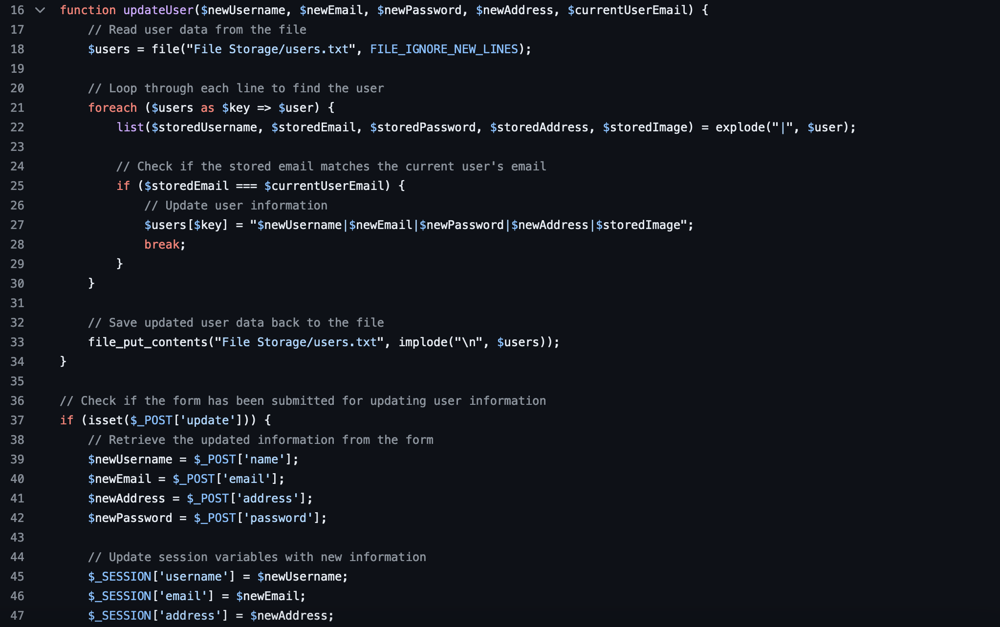 16 function updateUser($newUsername, $newEmail, $newPassword, $newAddress, $currentUserEmail) {
17     // Read user data from the file
18     $users = file("File Storage/users.txt", FILE_IGNORE_NEW_LINES);
19
20     // Loop through each line to find the user
21     foreach ($users as $key => $user) {
22         list($storedUsername, $storedEmail, $storedPassword, $storedAddress, $storedImage) = explode("|", $user);
23
24         // Check if the stored email matches the current user's email
25         if ($storedEmail === $currentUserEmail) {
26             // Update user information
27             $users[$key] = "$newUsername|$newEmail|$newPassword|$newAddress|$storedImage";
28             break;
29         }
30     }
31
32     // Save updated user data back to the file
33     file_put_contents("File Storage/users.txt", implode("\n", $users));
34 }
35
36 // Check if the form has been submitted for updating user information
37 if (isset($_POST['update'])) {
38     // Retrieve the updated information from the form
39     $newUsername = $_POST['name'];
40     $newEmail = $_POST['email'];
41     $newAddress = $_POST['address'];
42     $newPassword = $_POST['password'];
43
44     // Update session variables with new information
45     $_SESSION['username'] = $newUsername;
46     $_SESSION['email'] = $newEmail;
47     $_SESSION['address'] = $newAddress;